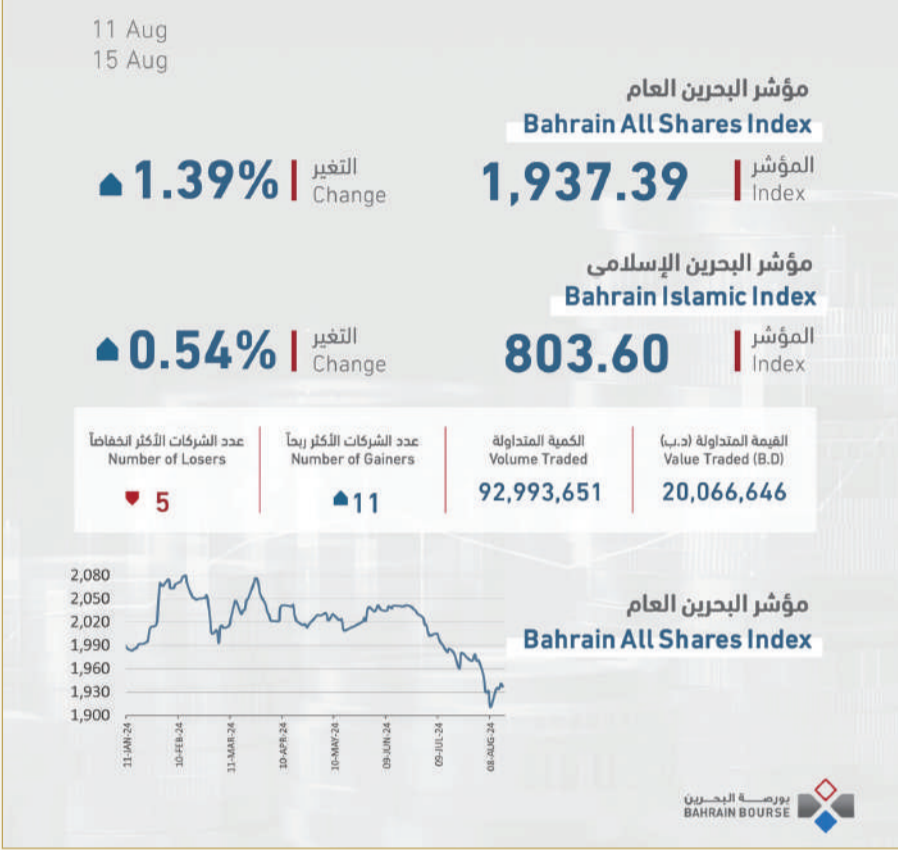 11 Aug
15 Aug
مؤشر البحرين العام
Bahrain All Shares Index
المؤشر
Index
1,937.39
التغير
Change
1.39%
مؤشر البحرين الإسلامي
Bahrain Islamic Index
المؤشر
Index
803.60
التغير
Change
0.54%
القيمة المتداولة (د.ب)
Value Traded (B.D)
20,066,646
الكمية المتداولة
Volume Traded
92,993,651
عدد الشركات الأكثر ربحاً
Number of Gainers
11
عدد الشركات الأكثر انخفاضاً
Number of Losers
5
مؤشر البحرين العام
Bahrain All Shares Index
2,080
2,050
2,020
1,990
1,960
1,930
1,900
11-JAN-24
10-FEB-24
11-MAR-24
10-APR-24
10-MAY-24
09-JUN-24
09-JUL-24
08-AUG-24
بورصة البحرين
BAHRAIN BOURSE